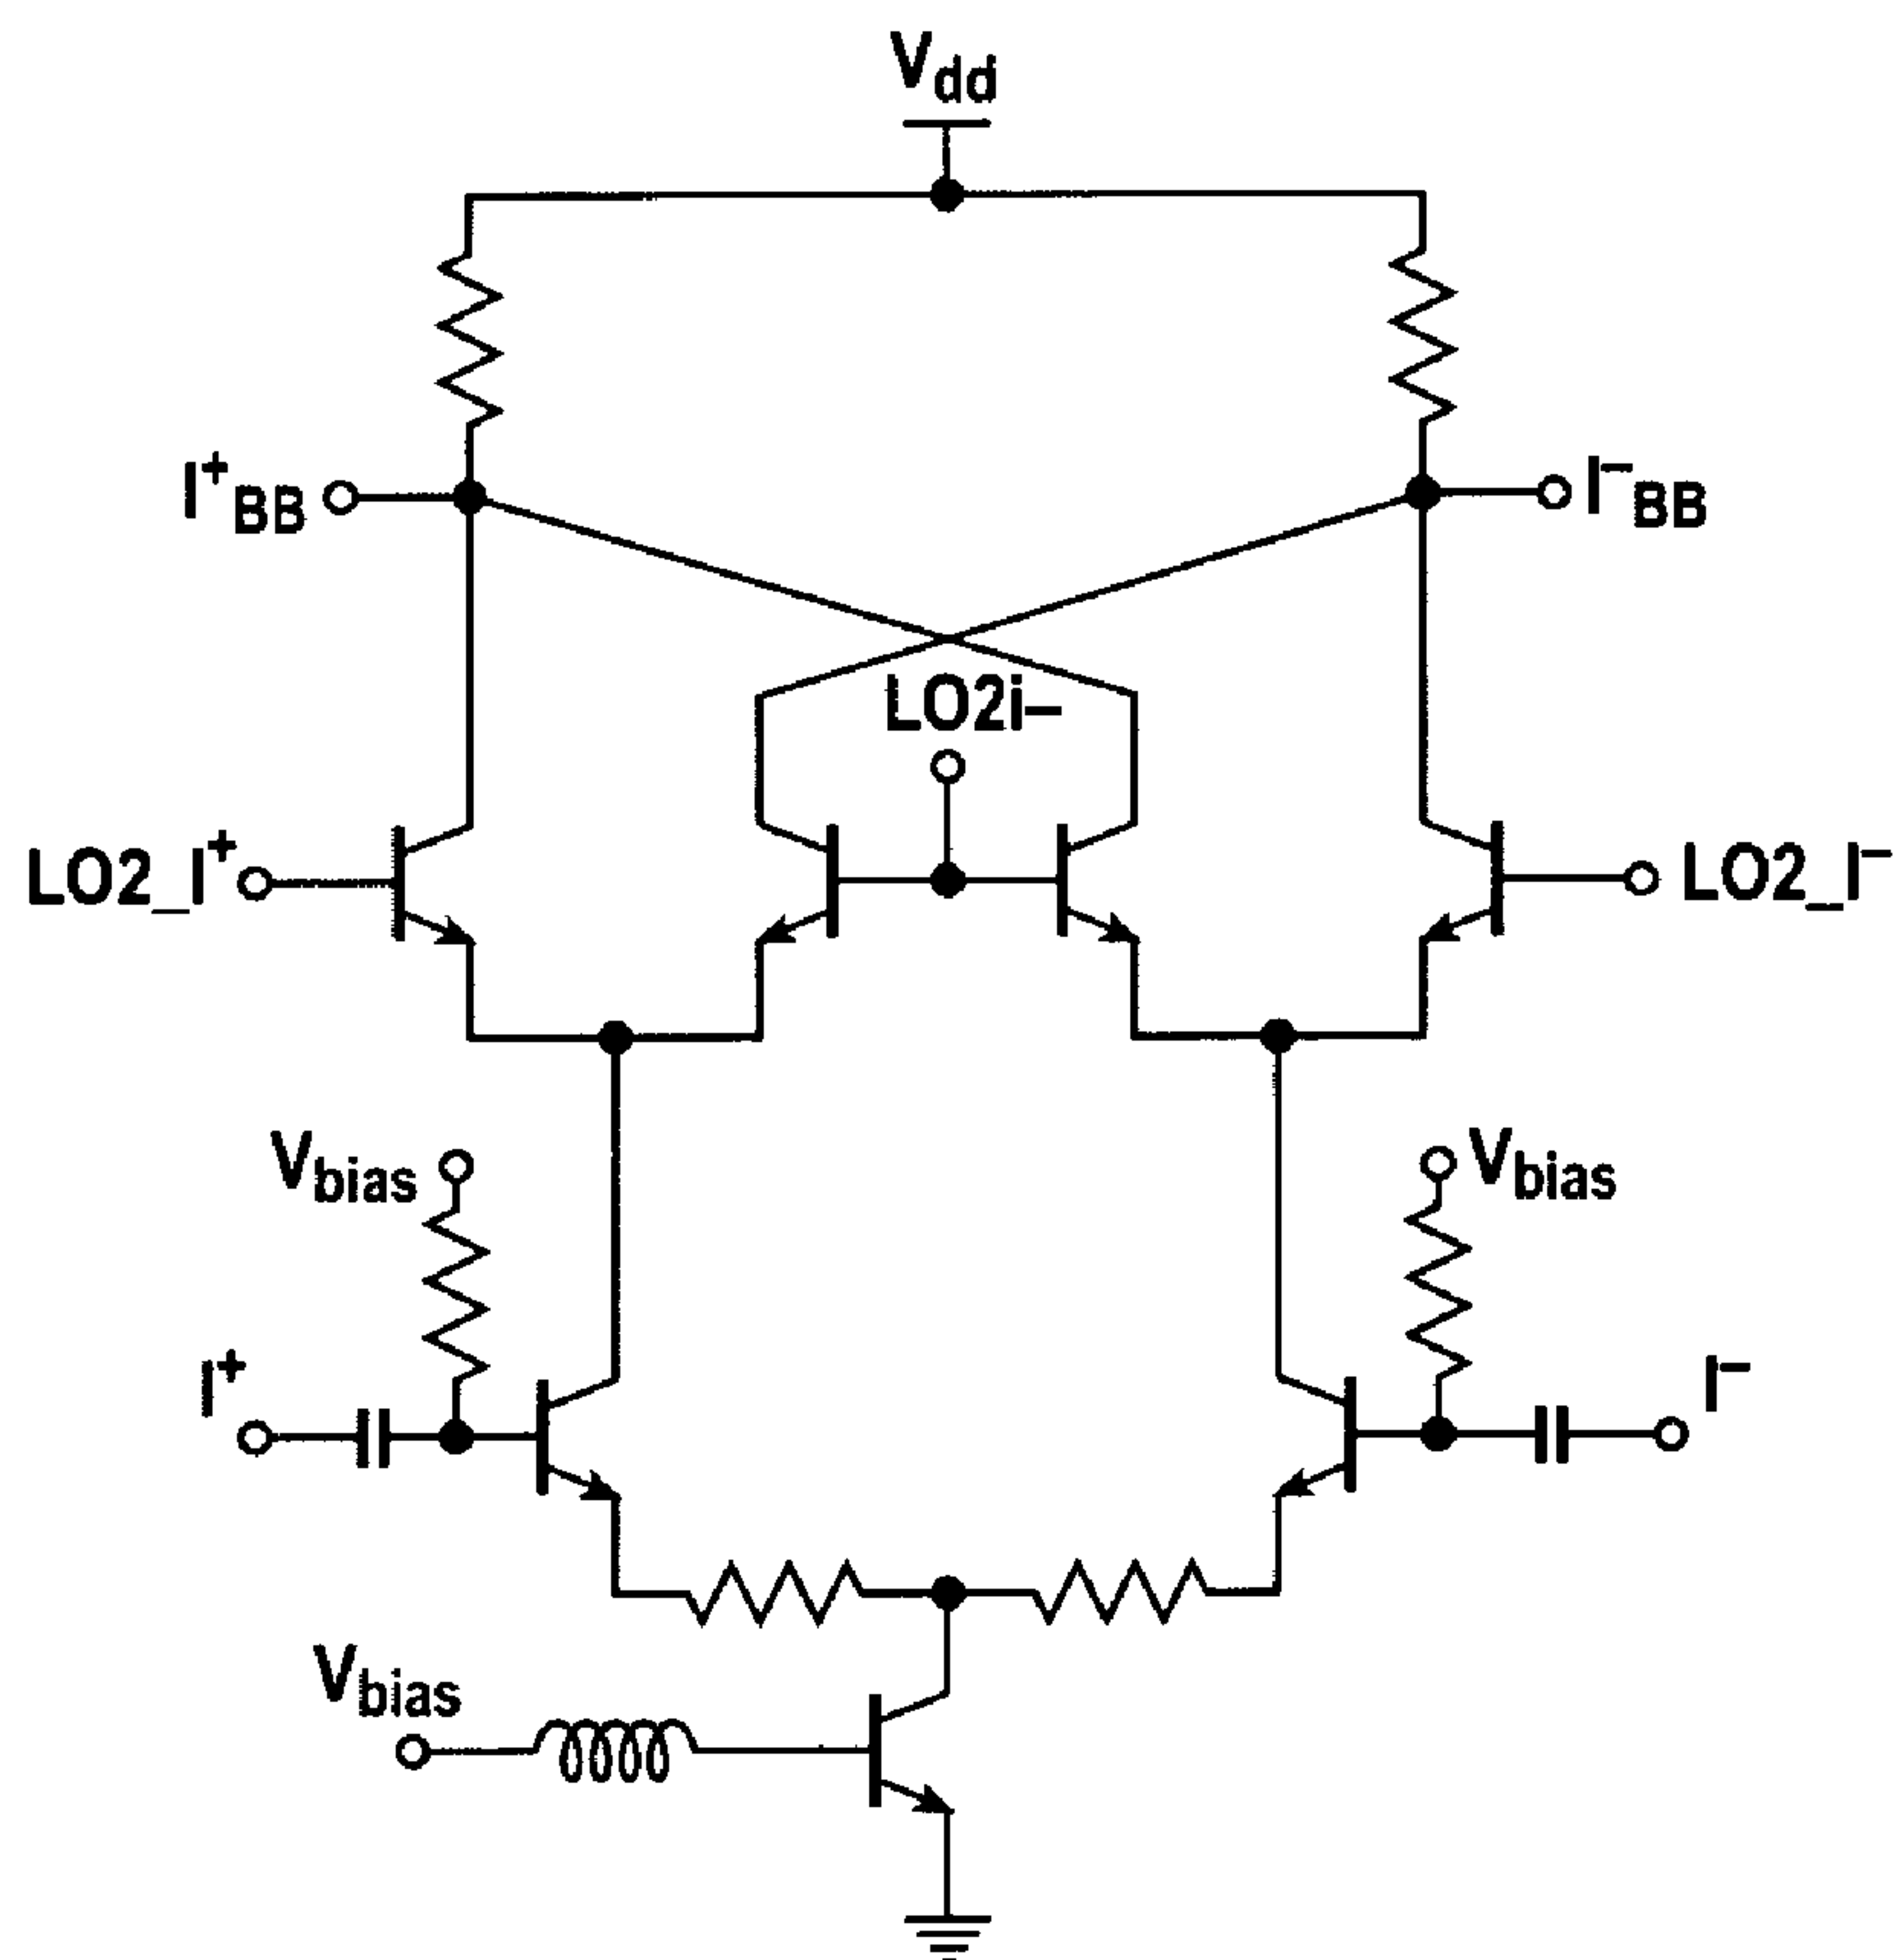 Vdd
I+BB
I−BB
LO2i−
LO2_I+
LO2_I−
Vbias
Vbias
I+
I−
Vbias